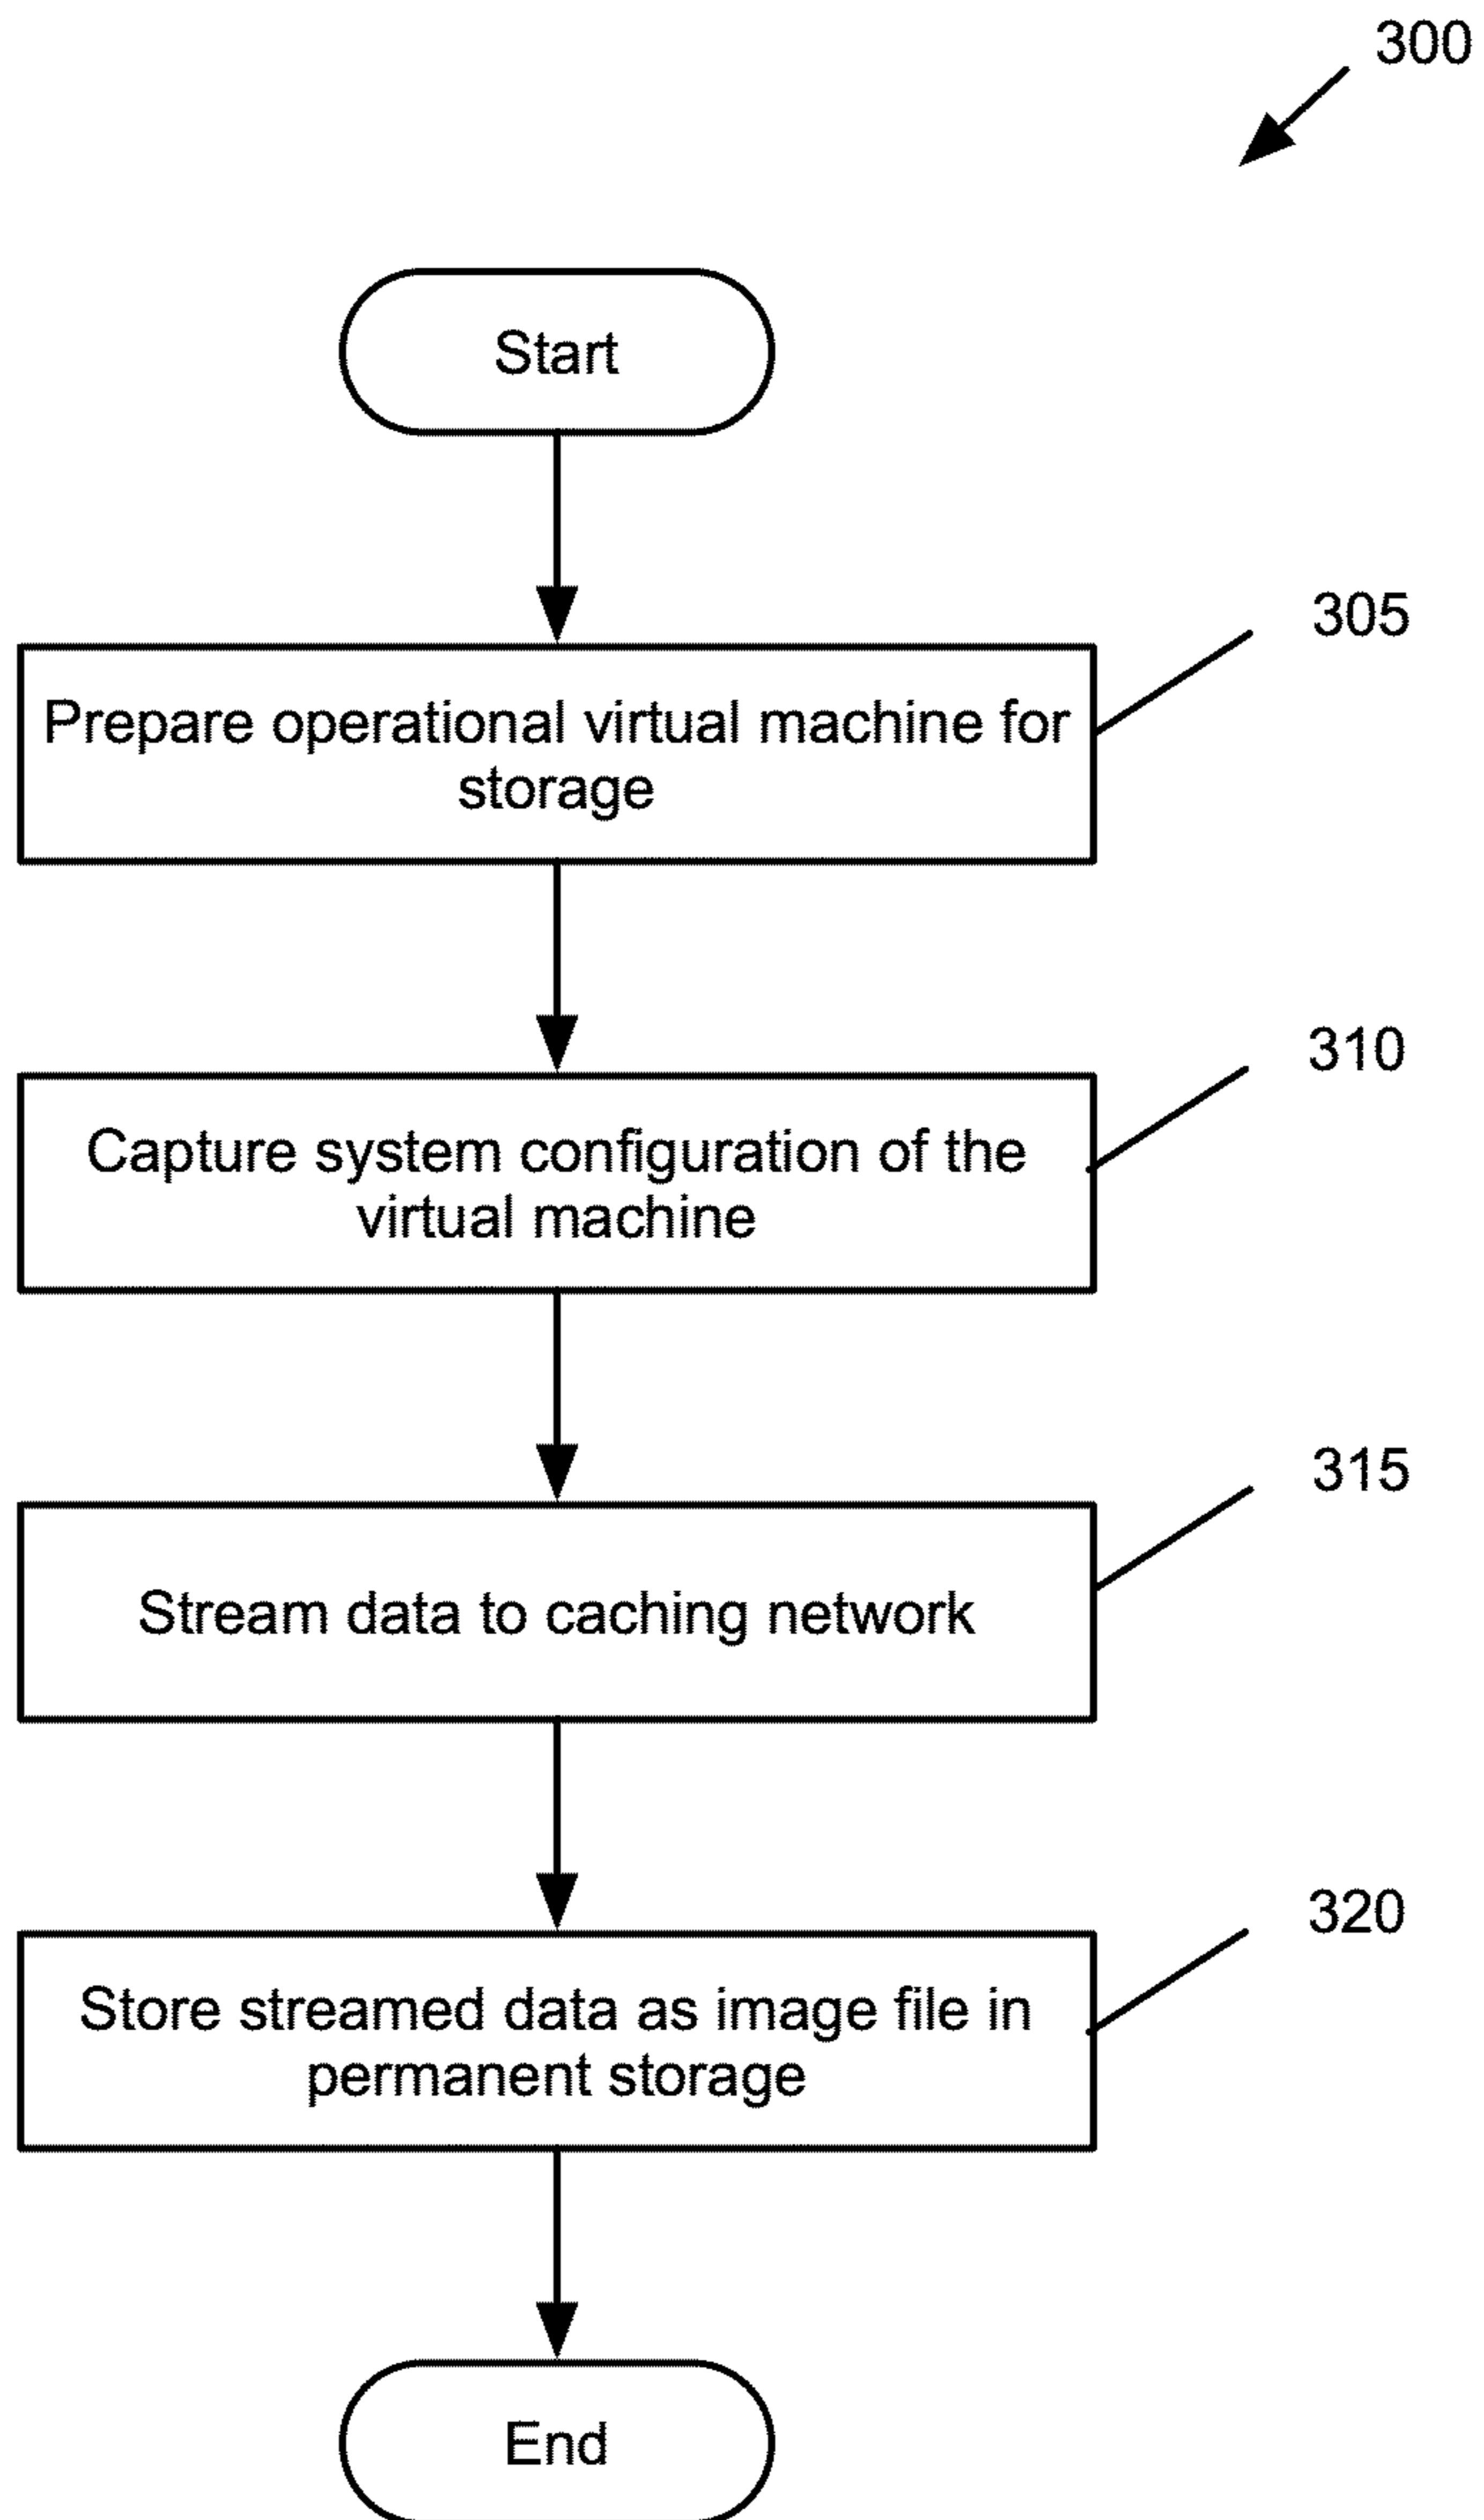 300
Start
305
Prepare operational virtual machine for
storage
310
Capture system configuration of the
virtual machine
315
Stream data to caching network
320
Store streamed data as image file in
permanent storage
End